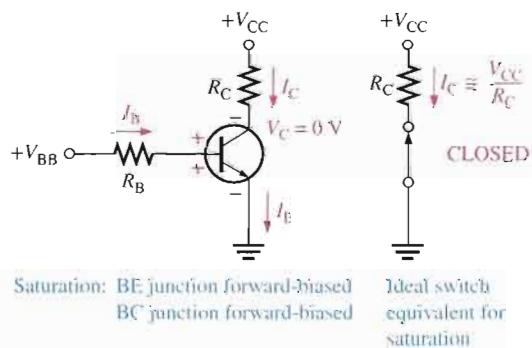 +V_CC
+V_CC
R_C
I_C
R_C
I_C ≅ V_CC/R_C
−
V_C = 0 V
I_B
+
+V_BB
+
CLOSED
R_B
−
I_E
Saturation: BE junction forward-biased
BC junction forward-biased
Ideal switch
equivalent for
saturation